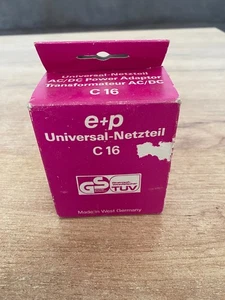 Universal-Netzteil
AC/DC Power Adaptor
Transformateur AC/DC
C 16
e+p
Universal-Netzteil
C 16
GS
TÜV
Made in West Germany